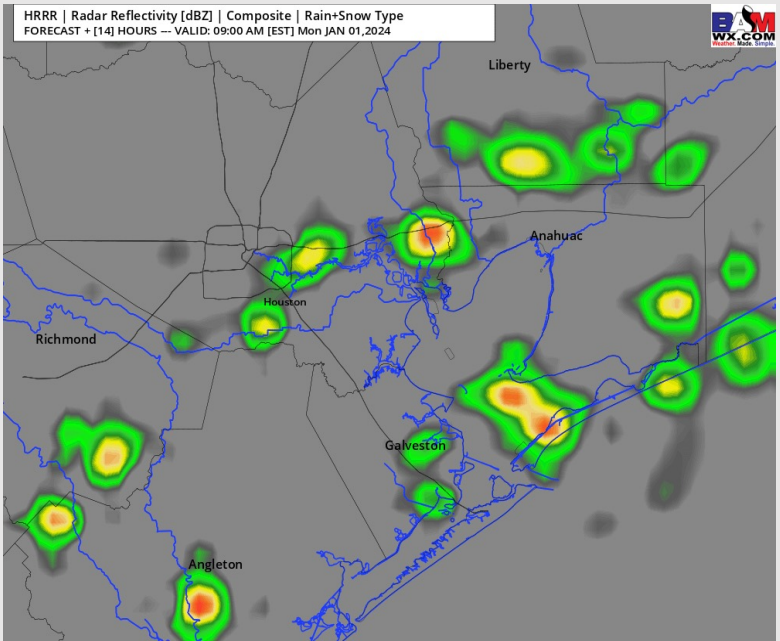 HRRR | Radar Reflectivity [dBZ] | Composite | Rain+Snow Type
FORECAST + [14] HOURS --- VALID: 09:00 AM [EST] Mon JAN 01,2024
BAM
WX.COM
Weather. Made. Simple.
Liberty
Anahuac
Houston
Richmond
Galveston
Angleton